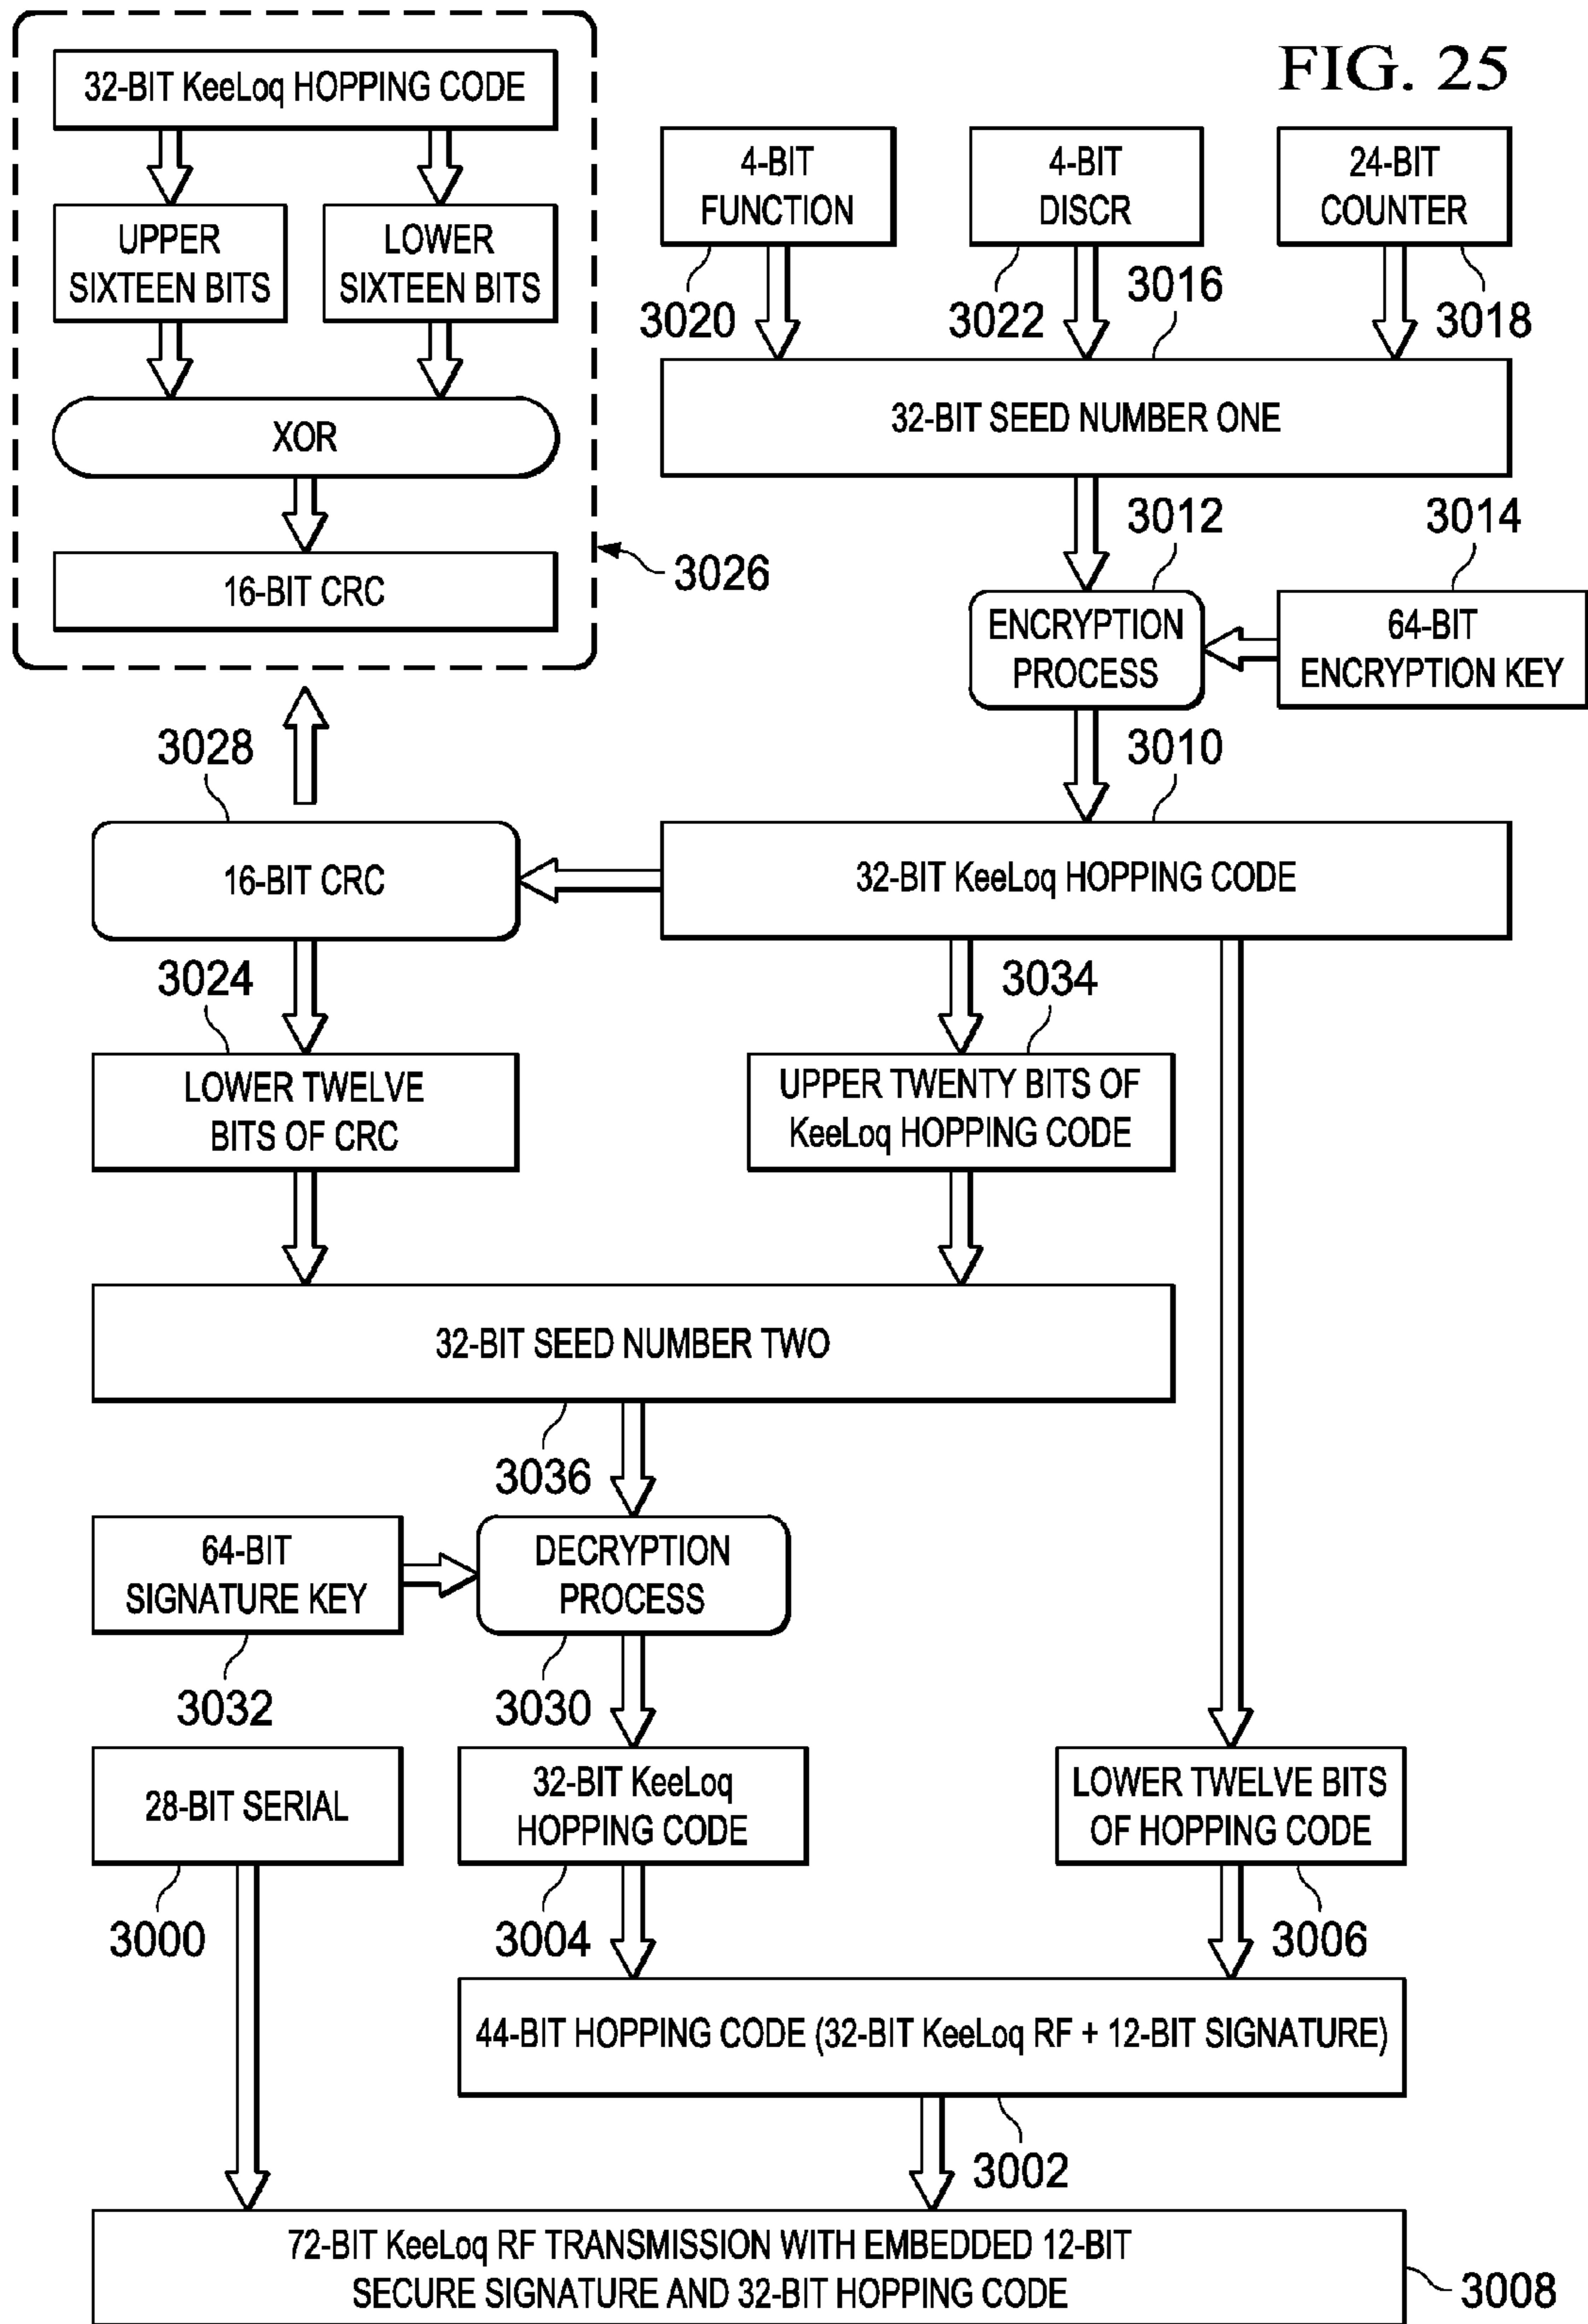 FIG. 25
32-BIT KeeLoq HOPPING CODE
UPPER
SIXTEEN BITS
LOWER
SIXTEEN BITS
XOR
16-BIT CRC
3026
4-BIT
FUNCTION
3020
4-BIT
DISCR
3022
24-BIT
COUNTER
3018
3016
32-BIT SEED NUMBER ONE
3012
ENCRYPTION
PROCESS
3014
64-BIT
ENCRYPTION KEY
3010
32-BIT KeeLoq HOPPING CODE
3028
16-BIT CRC
3024
LOWER TWELVE
BITS OF CRC
3034
UPPER TWENTY BITS OF
KeeLoq HOPPING CODE
32-BIT SEED NUMBER TWO
3036
64-BIT
SIGNATURE KEY
3032
DECRYPTION
PROCESS
3030
28-BIT SERIAL
3000
32-BIT KeeLoq
HOPPING CODE
3004
LOWER TWELVE BITS
OF HOPPING CODE
3006
44-BIT HOPPING CODE (32-BIT KeeLoq RF + 12-BIT SIGNATURE)
3002
72-BIT KeeLoq RF TRANSMISSION WITH EMBEDDED 12-BIT
SECURE SIGNATURE AND 32-BIT HOPPING CODE
3008